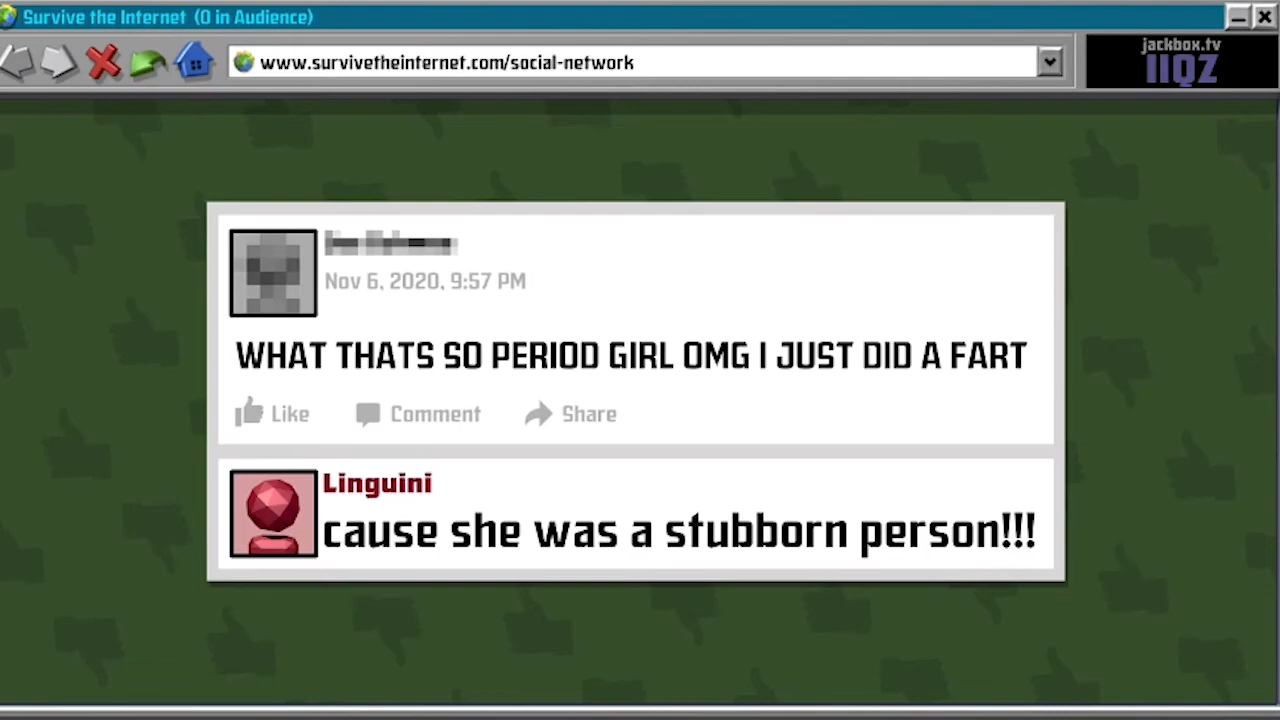 Survive the Internet (0 in Audience)
www.survivetheinternet.com/social-network
jackbox.tv
IIQZ
Nov 6, 2020, 9:57 PM
WHAT THATS SO PERIOD GIRL OMG I JUST DID A FART
Like Comment Share
Linguini
cause she was a stubborn person!!!